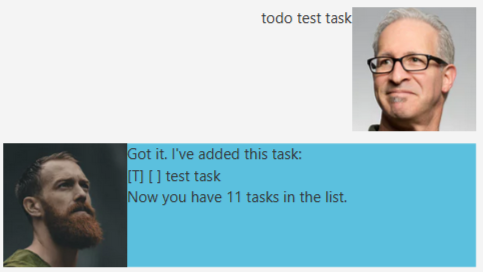 todo test task
Got it. I've added this task:
[T] [ ] test task
Now you have 11 tasks in the list.